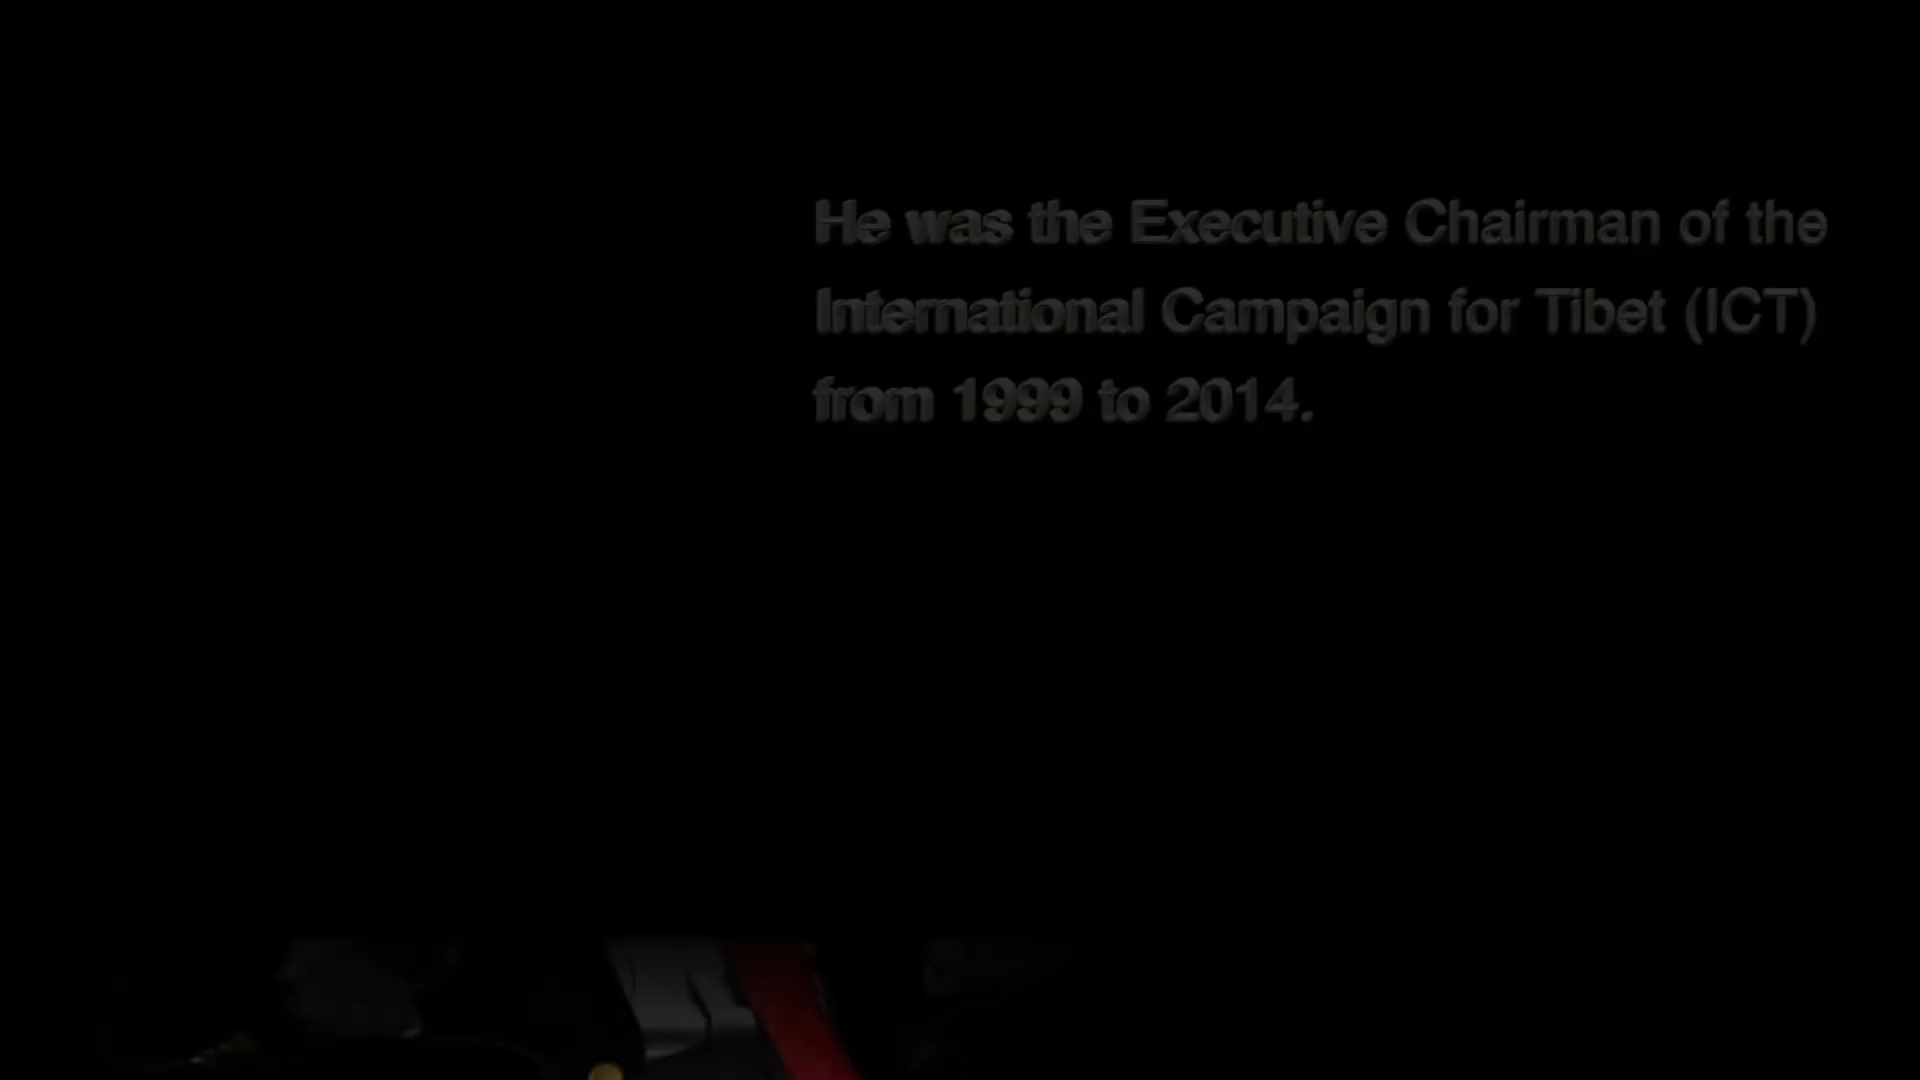 He was the Executive Chairman of the
International Campaign for Tibet (ICT)
from 1999 to 2014.